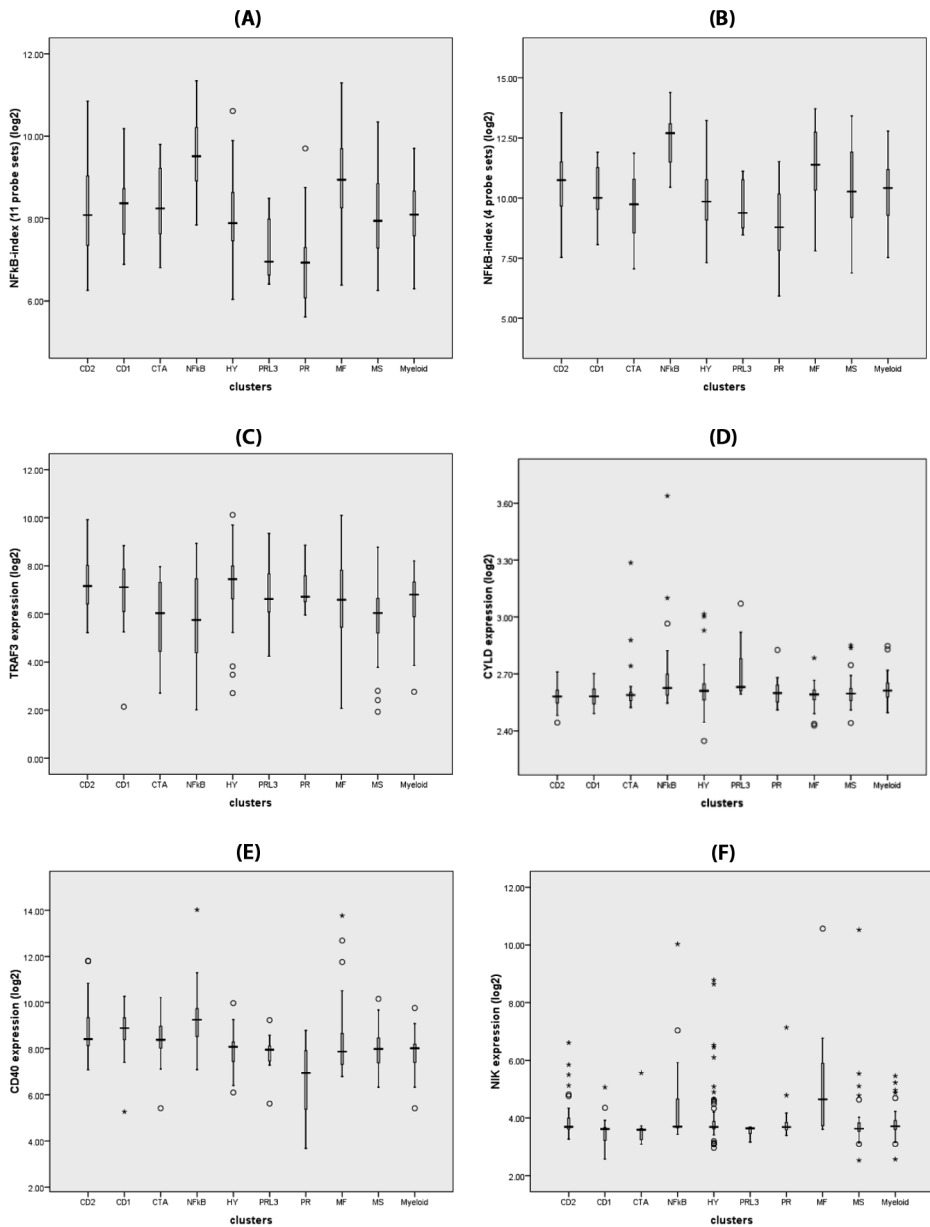 (A)
NFkB-index (11 probe sets) (log2)
12.00
10.00
8.00
6.00
CD2 CD1 CTA NFkB HY PRL3 PR MF MS Myeloid
clusters
(B)
NFkB-index (4 probe sets) (log2)
15.00
12.50
10.00
7.50
5.00
CD2 CD1 CTA NFkB HY PRL3 PR MF MS Myeloid
clusters
(C)
TRAF3 expression (log2)
12.00
10.00
8.00
6.00
4.00
2.00
0.00
CD2 CD1 CTA NFkB HY PRL3 PR MF MS Myeloid
clusters
(D)
CYLD expression (log2)
3.60
3.30
3.00
2.70
2.40
CD2 CD1 CTA NFkB HY PRL3 PR MF MS Myeloid
clusters
(E)
CD40 expression (log2)
14.00
12.00
10.00
8.00
6.00
4.00
2.00
CD2 CD1 CTA NFkB HY PRL3 PR MF MS Myeloid
clusters
(F)
NIK expression (log2)
12.00
10.00
8.00
6.00
4.00
2.00
CD2 CD1 CTA NFkB HY PRL3 PR MF MS Myeloid
clusters